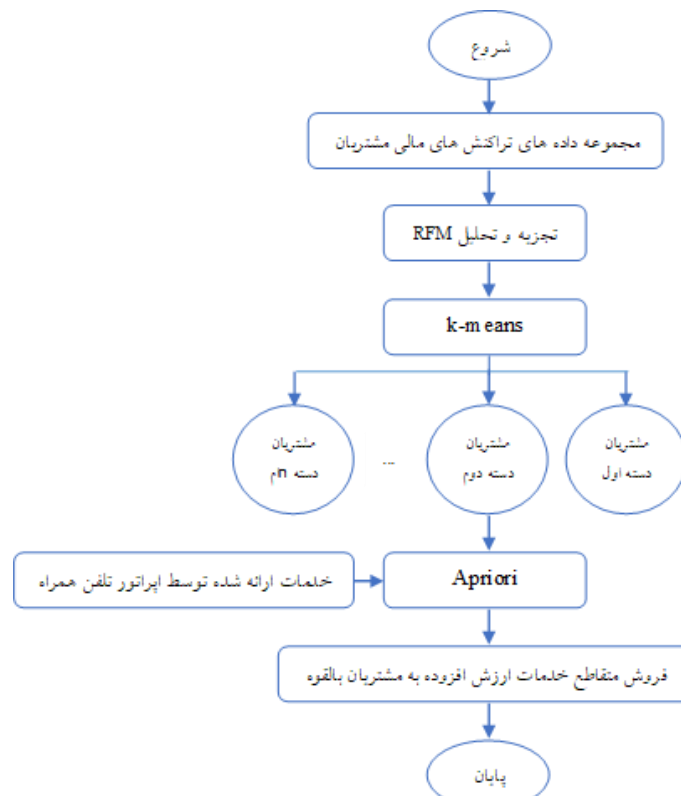 شروع
مجموعه داده های تراکنش های مالی مشتریان
تجزیه و تحلیل RFM
k-means
مشتریان
دسته اول
مشتریان
دسته دوم
...
مشتریان
دسته nام
Apriori
خدمات ارائه شده توسط اپراتور تلفن همراه
فروش متقاطع خدمات ارزش افزوده به مشتریان بالقوه
پایان